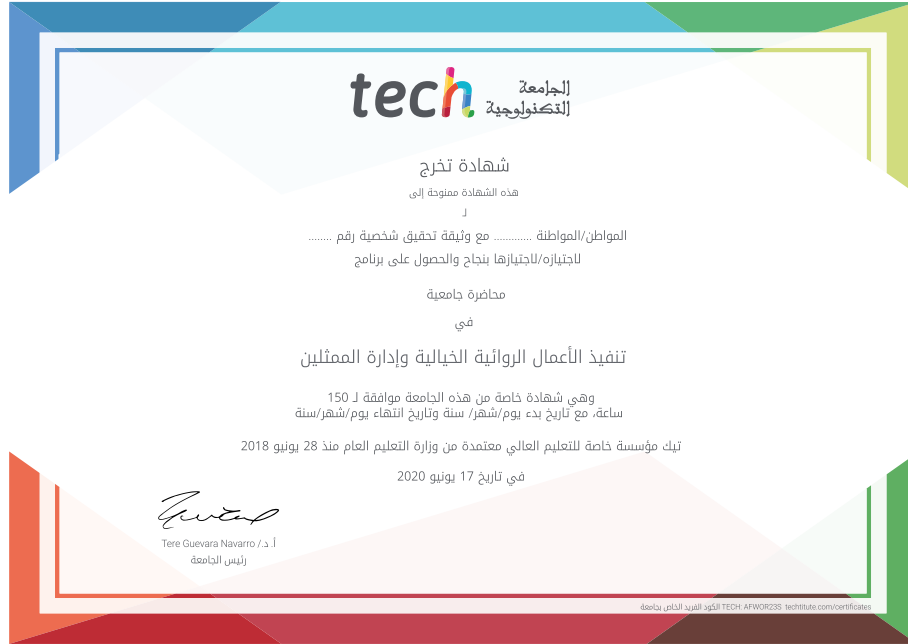 tech الجامعة
التكنولوجية
شهادة تخرج
هذه الشهادة ممنوحة إلى
لـ
المواطن/المواطنة ............. مع وثيقة تحقيق شخصية رقم ........
لاجتيازه/لاجتيازها بنجاح والحصول على برنامج
محاضرة جامعية
في
تنفيذ الأعمال الروائية الخيالية وإدارة الممثلين
وهي شهادة خاصة من هذه الجامعة موافقة لـ 150
ساعة، مع تاريخ بدء يوم/شهر/ سنة وتاريخ انتهاء يوم/شهر/سنة
تيك مؤسسة خاصة للتعليم العالي معتمدة من وزارة التعليم العام منذ 28 يونيو 2018
في تاريخ 17 يونيو 2020
أ. د./ Tere Guevara Navarro
رئيس الجامعة
الكود الفريد الخاص بجامعة TECH: AFWOR23S techtitute.com/certificates